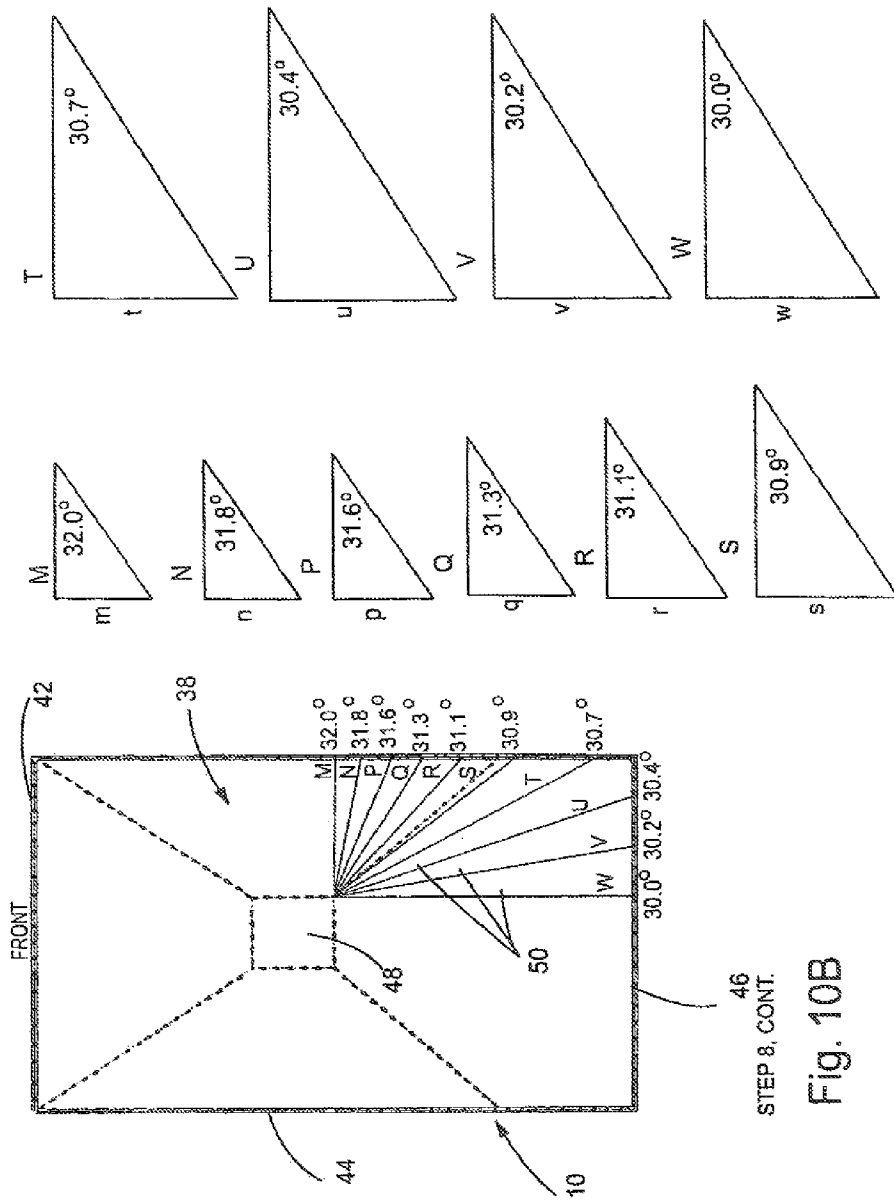 FRONT
42
38
44
10
48
50
46
M
N
P
Q
R
S
T
U
V
W
32.0°
31.8°
31.6°
31.3°
31.1°
30.9°
30.7°
30.4°
30.2°
30.0°
M
32.0°
m
N
31.8°
n
P
31.6°
p
Q
31.3°
q
R
31.1°
r
S
30.9°
s
T
30.7°
t
U
30.4°
u
V
30.2°
v
W
30.0°
w
STEP 8, CONT.
Fig. 10B